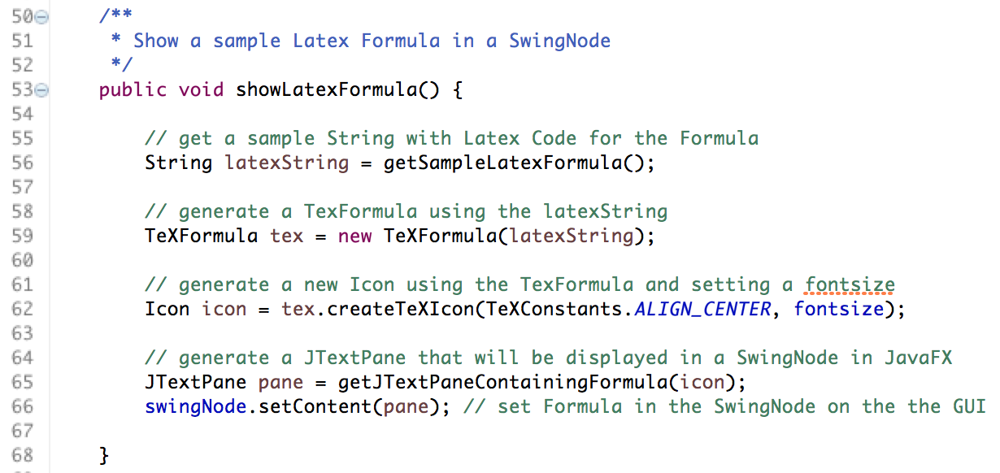 50 /**
51 * Show a sample Latex Formula in a SwingNode
52 */
53 public void showLatexFormula() {
54
55 // get a sample String with Latex Code for the Formula
56 String latexString = getSampleLatexFormula();
57
58 // generate a TexFormula using the latexString
59 TeXFormula tex = new TeXFormula(latexString);
60
61 // generate a new Icon using the TexFormula and setting a fontsize
62 Icon icon = tex.createTeXIcon(TeXConstants.ALIGN_CENTER, fontsize);
63
64 // generate a JTextPane that will be displayed in a SwingNode in JavaFX
65 JTextPane pane = getJTextPaneContainingFormula(icon);
66 swingNode.setContent(pane); // set Formula in the SwingNode on the the GUI
67
68 }